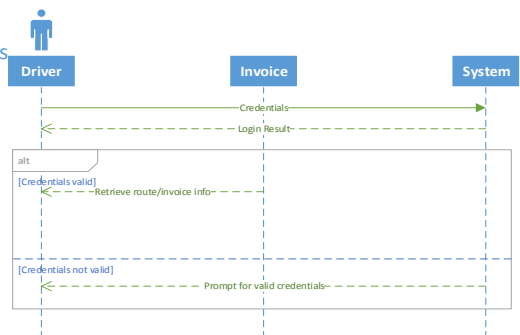 s
Driver
Invoice
System
Credentials
Login Result
alt
[Credentials valid]
Retrieve route/invoice info
[Credentials not valid]
Prompt for valid credentials